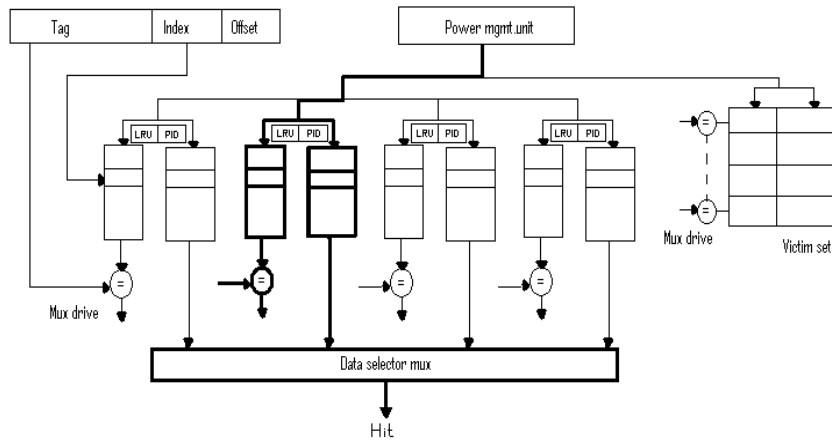 Tag Index Offset
Power mgmt.unit
LRU PID
LRU PID
LRU PID
LRU PID
=
=
Mux drive
Victim set
=
=
=
=
Mux drive
Data selector mux
Hit